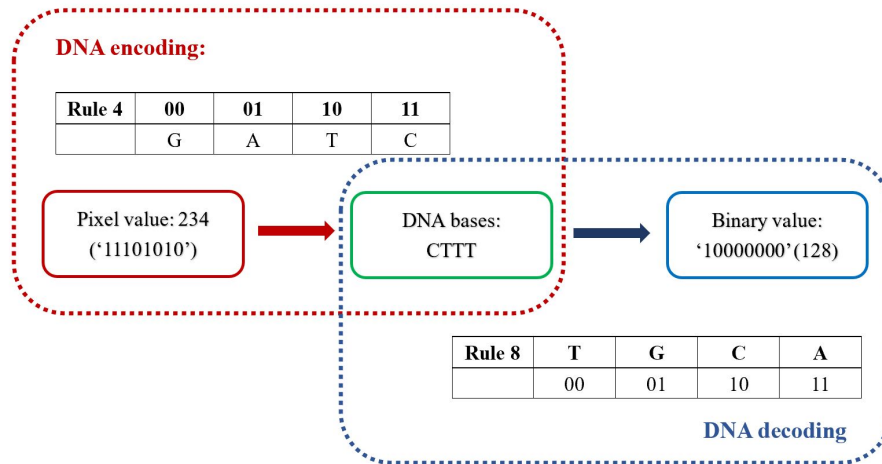 DNA encoding:
Rule 4 00 01 10 11
G A T C
Pixel value: 234
(‘11101010’)
DNA bases:
CTTT
Binary value:
‘10000000’(128)
Rule 8 T G C A
00 01 10 11
DNA decoding